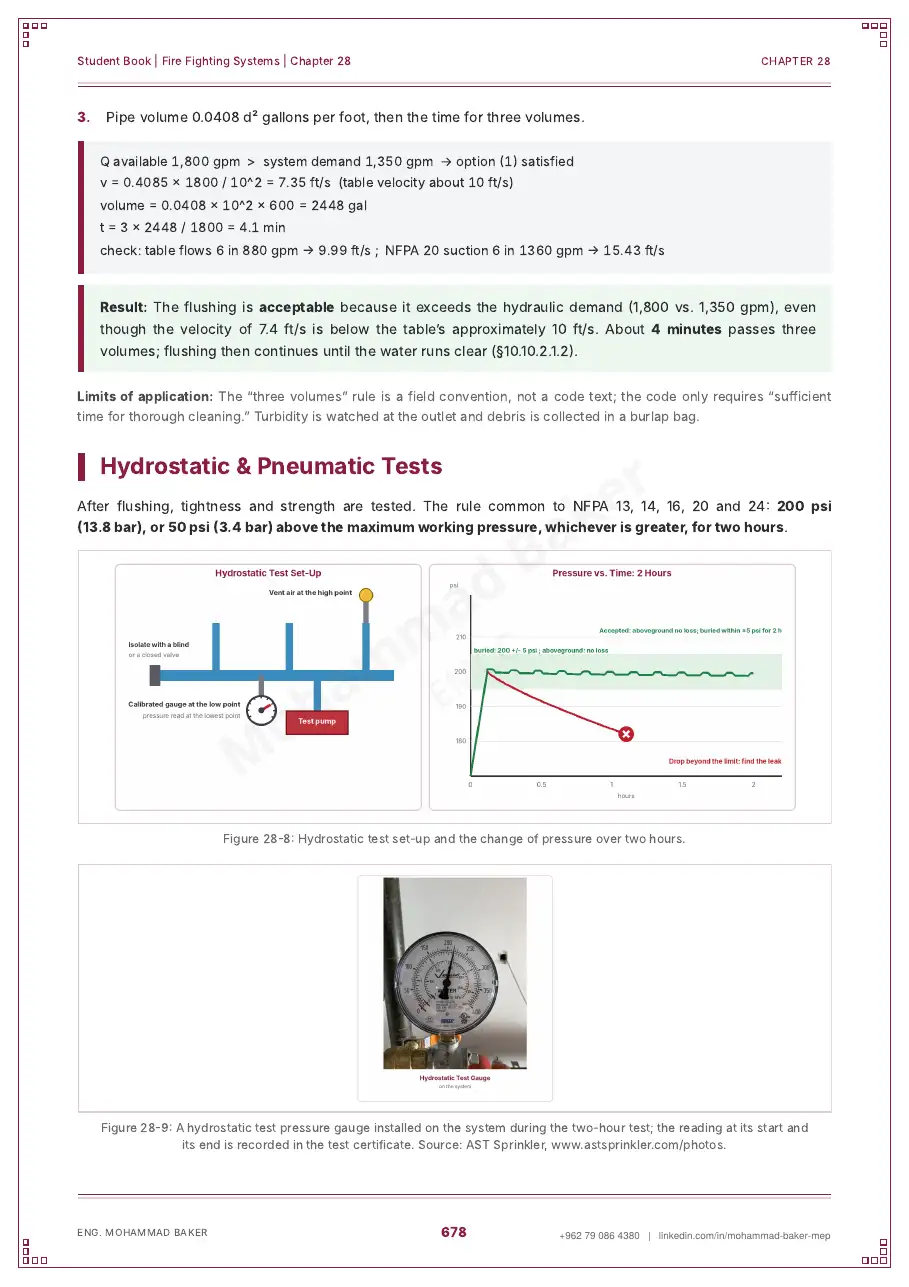 Student Book | Fire Fighting Systems | Chapter 28
CHAPTER 28
3. Pipe volume 0.0408 d² gallons per foot, then the time for three volumes.
Q available 1,800 gpm > system demand 1,350 gpm → option (1) satisfied
v = 0.4085 × 1800 / 10^2 = 7.35 ft/s (table velocity about 10 ft/s)
volume = 0.0408 × 10^2 × 600 = 2448 gal
t = 3 × 2448 / 1800 = 4.1 min
check: table flows 6 in 880 gpm → 9.99 ft/s ; NFPA 20 suction 6 in 1360 gpm → 15.43 ft/s
Result: The flushing is acceptable because it exceeds the hydraulic demand (1,800 vs. 1,350 gpm), even
though the velocity of 7.4 ft/s is below the table's approximately 10 ft/s. About 4 minutes passes three
volumes; flushing then continues until the water runs clear (§10.10.2.1.2).
Limits of application: The “three volumes” rule is a field convention, not a code text; the code only requires “sufficient
time for thorough cleaning.” Turbidity is watched at the outlet and debris is collected in a burlap bag.
Hydrostatic & Pneumatic Tests
After flushing, tightness and strength are tested. The rule common to NFPA 13, 14, 16, 20 and 24: 200 psi
(13.8 bar), or 50 psi (3.4 bar) above the maximum working pressure, whichever is greater, for two hours.
Hydrostatic Test Set-Up
Vent air at the high point
Isolate with a blind
or a closed valve
Calibrated gauge at the low point
pressure read at the lowest point
Test pump
Pressure vs. Time: 2 Hours
psi
Accepted: aboveground no loss; buried within ±5 psi for 2 h
210
buried: 200 +/- 5 psi ; aboveground: no loss
200
190
180
Drop beyond the limit: find the leak
0 0.5 1 1.5 2
hours
Mohammad Baker
Figure 28-8: Hydrostatic test set-up and the change of pressure over two hours.
150
200
250
100
300
50
350
0
400
Hydrostatic Test Gauge
on the system
Figure 28-9: A hydrostatic test pressure gauge installed on the system during the two-hour test; the reading at its start and
its end is recorded in the test certificate. Source: AST Sprinkler, www.astsprinkler.com/photos.
ENG. MOHAMMAD BAKER
678
+962 79 086 4380 | linkedin.com/in/mohammad-baker-mep